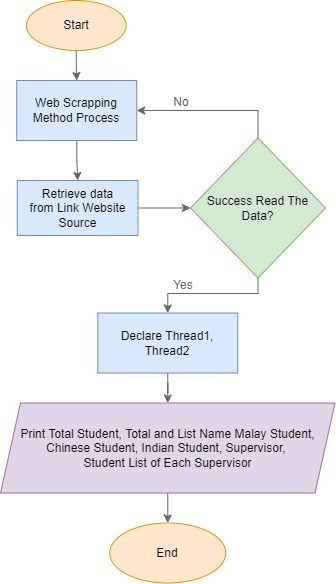 Start
Web Scrapping
Method Process
No
Retrieve data
from Link Website
Source
Success Read The
Data?
Yes
Declare Thread1,
Thread2
Print Total Student, Total and List Name Malay Student,
Chinese Student, Indian Student, Supervisor,
Student List of Each Supervisor
End